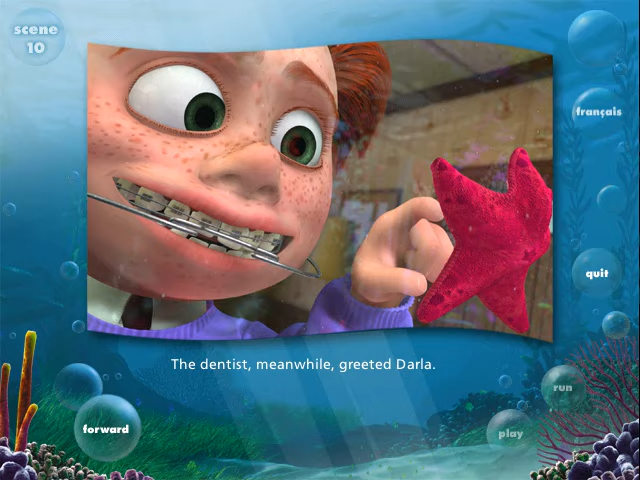 scene
10
français
quit
The dentist, meanwhile, greeted Darla.
run
forward
play